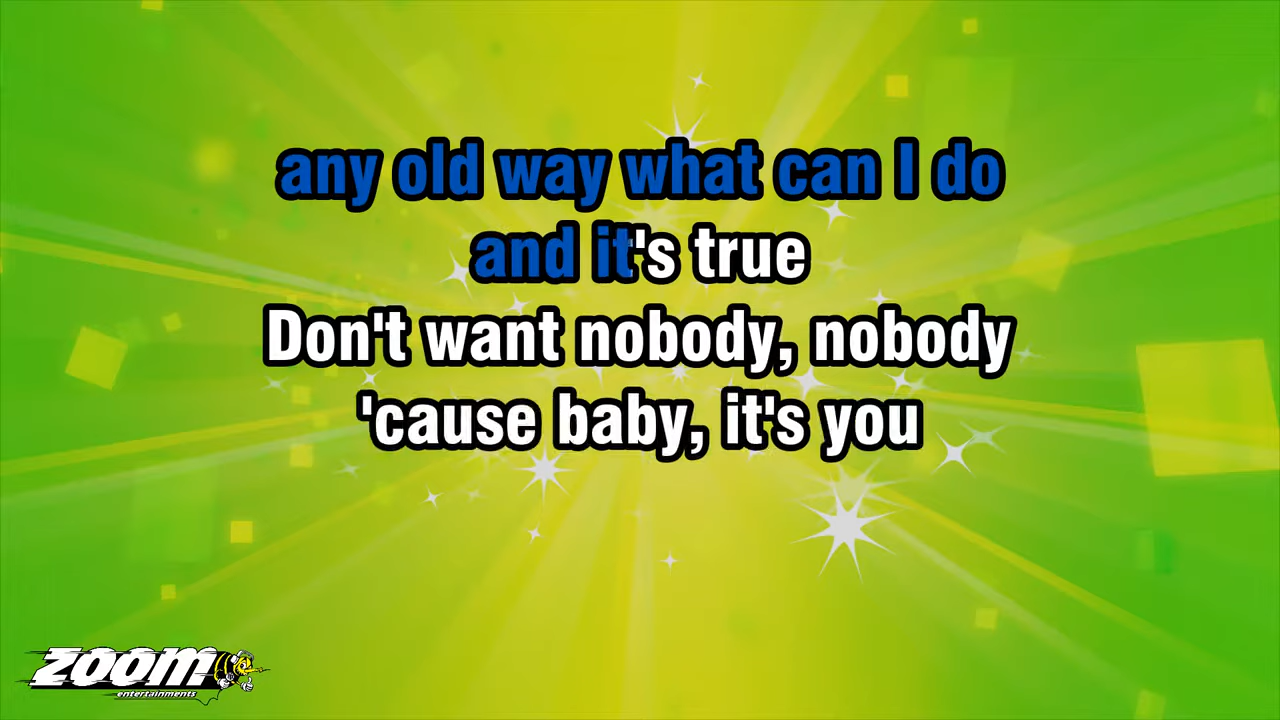 any old way what can I do
and it's true
Don't want nobody, nobody
'cause baby, it's you
ZOOM
entertainments